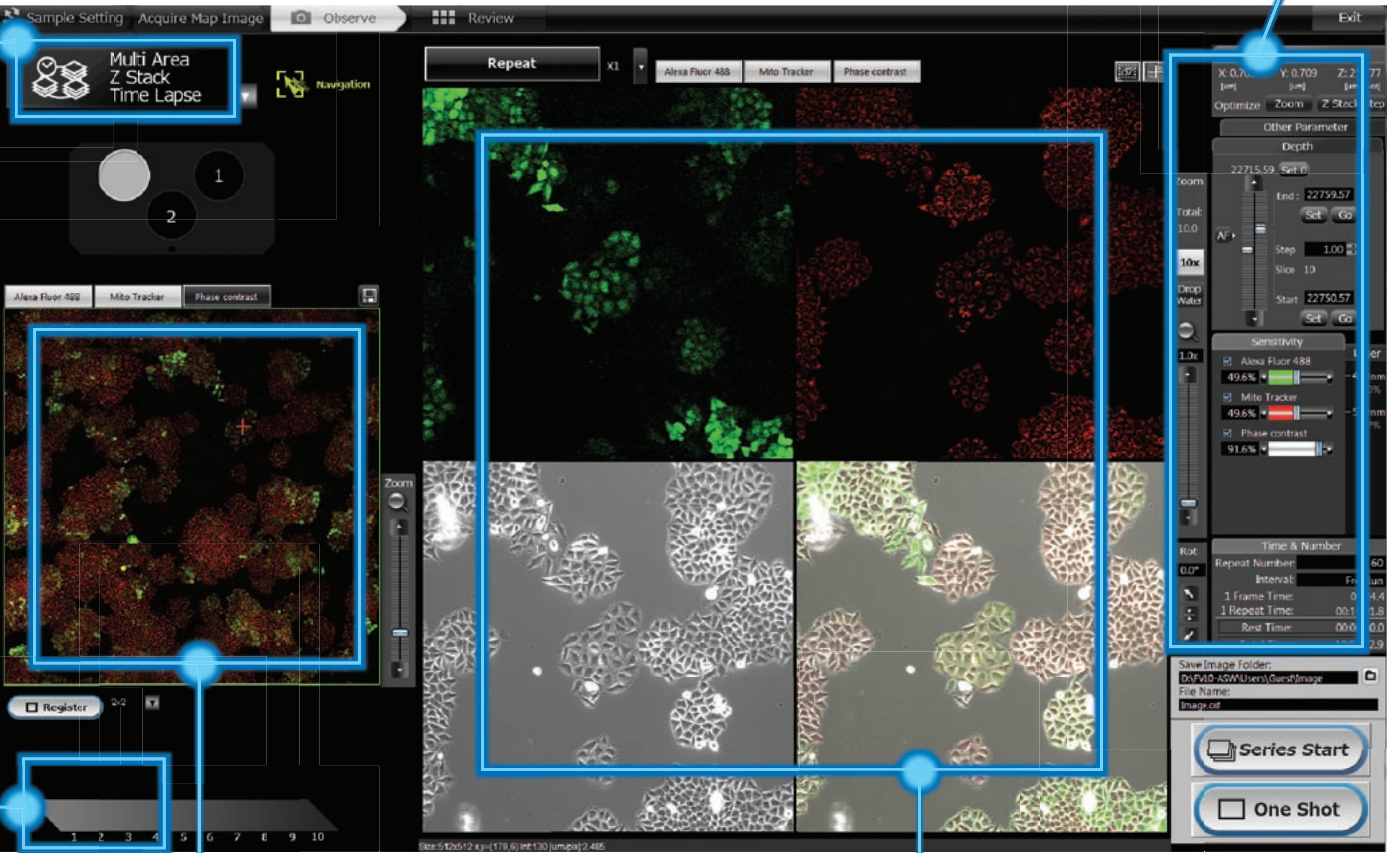 Sample Setting
Acquire Map Image
Observe
Review
Exit
Multi Area
Z Stack
Time Lapse
Navigation
Repeat
X1
Alexa Fluor 488
Mito Tracker
Phase contrast
Y: 0.709
[um]
[um]
Optimize
Zoom
Other Parameter
Depth
22715.59
Set 0
End :
22759.57
Set
Go
AF
Step
1.00
Slice
10
Start
22750.57
Set
Go
Zoom
Total:
10.0
10x
Drop
Water
1.0x
Sensitivity
Alexa Fluor 488
49.6%
Mito Tracker
49.6%
Phase contrast
91.6%
Rot
0.0°
Time & Number
Repeat Number:
60
Interval:
1 Frame Time:
1 Repeat Time:
Rest Time:
1
2
Alexa Fluor 488
Mito Tracker
Phase contrast
Zoom
Register
2×2
1 2 3 4 5 6 7 8 9 10
Size:512x512 x,y=(179,6) Int:130 [um/pix]:2.485
Save Image Folder:
D:\FV10-ASW\Users\Guest\Image
File Name:
Image.oif
Series Start
One Shot